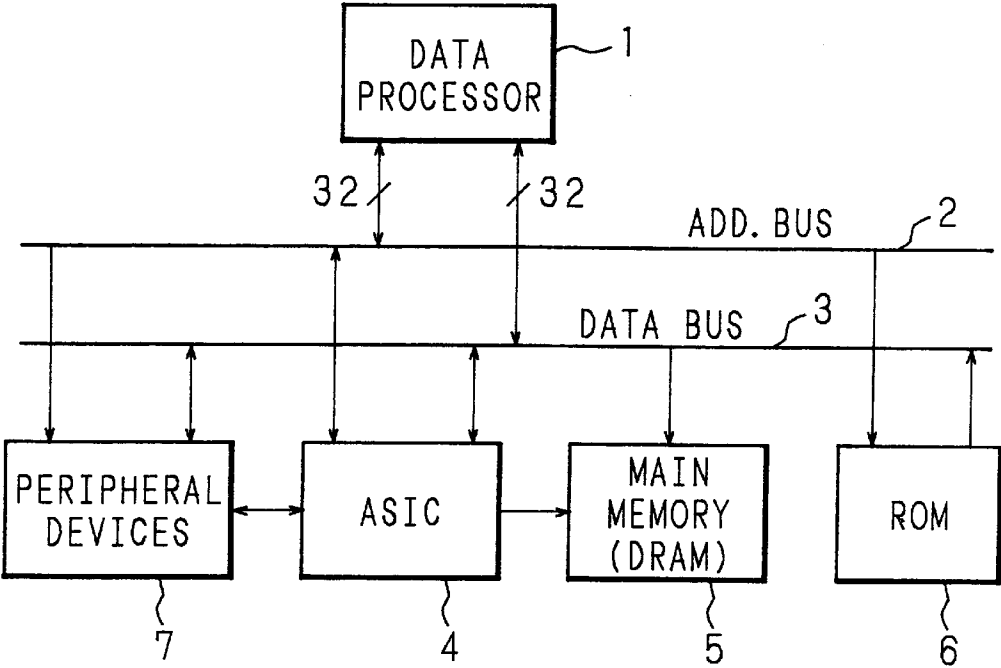 DATA
PROCESSOR
1
32
32
ADD. BUS
2
DATA BUS
3
PERIPHERAL
DEVICES
ASIC
MAIN
MEMORY
(DRAM)
ROM
7
4
5
6